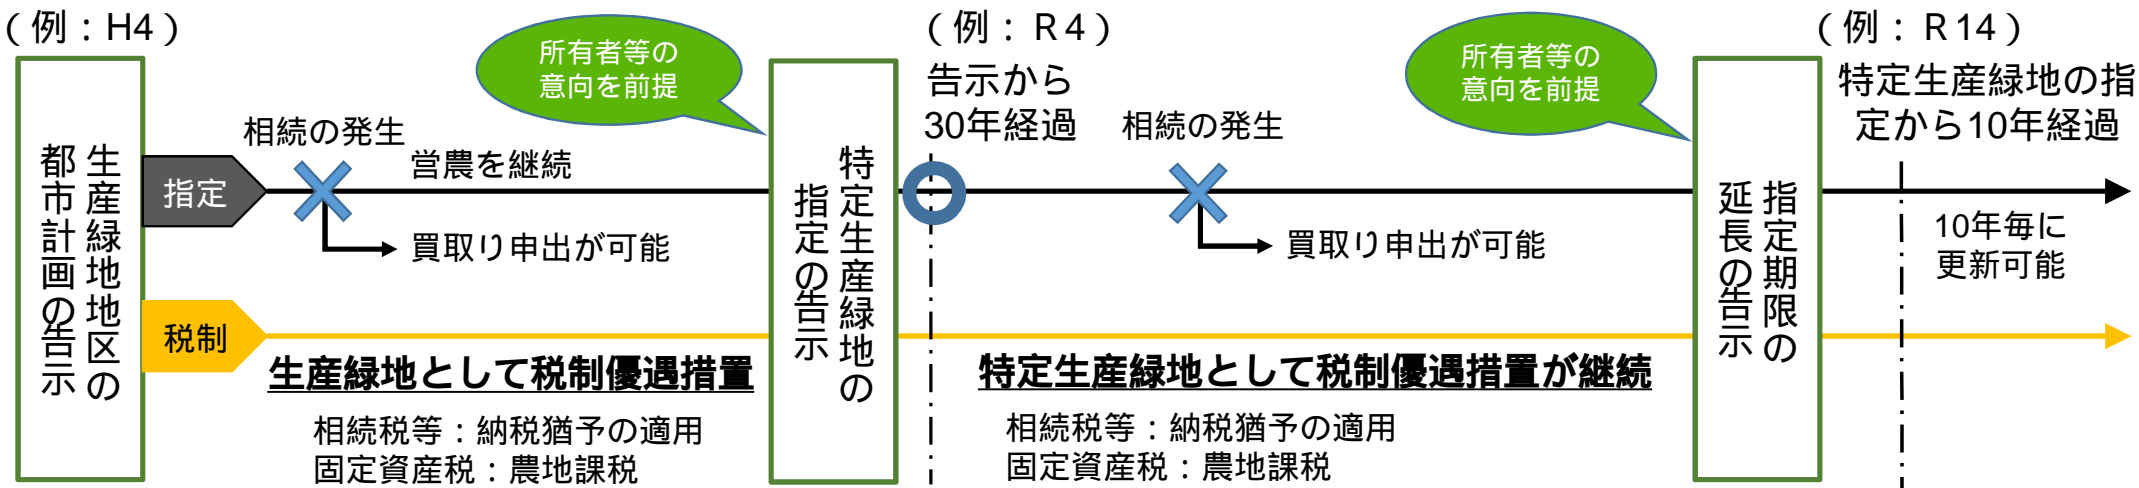 （例：H4）
生産緑地地区の
都市計画の告示
指定
税制
相続の発生
営農を継続
買取り申出が可能
生産緑地として税制優遇措置
相続税等：納税猶予の適用
固定資産税：農地課税
所有者等の
意向を前提
特定生産緑地の
指定の告示
（例：Ｒ４）
告示から
30年経過
相続の発生
買取り申出が可能
特定生産緑地として税制優遇措置が継続
相続税等：納税猶予の適用
固定資産税：農地課税
所有者等の
意向を前提
指定期限の
延長の告示
（例：Ｒ14）
特定生産緑地の指
定から10年経過
10年毎に
更新可能